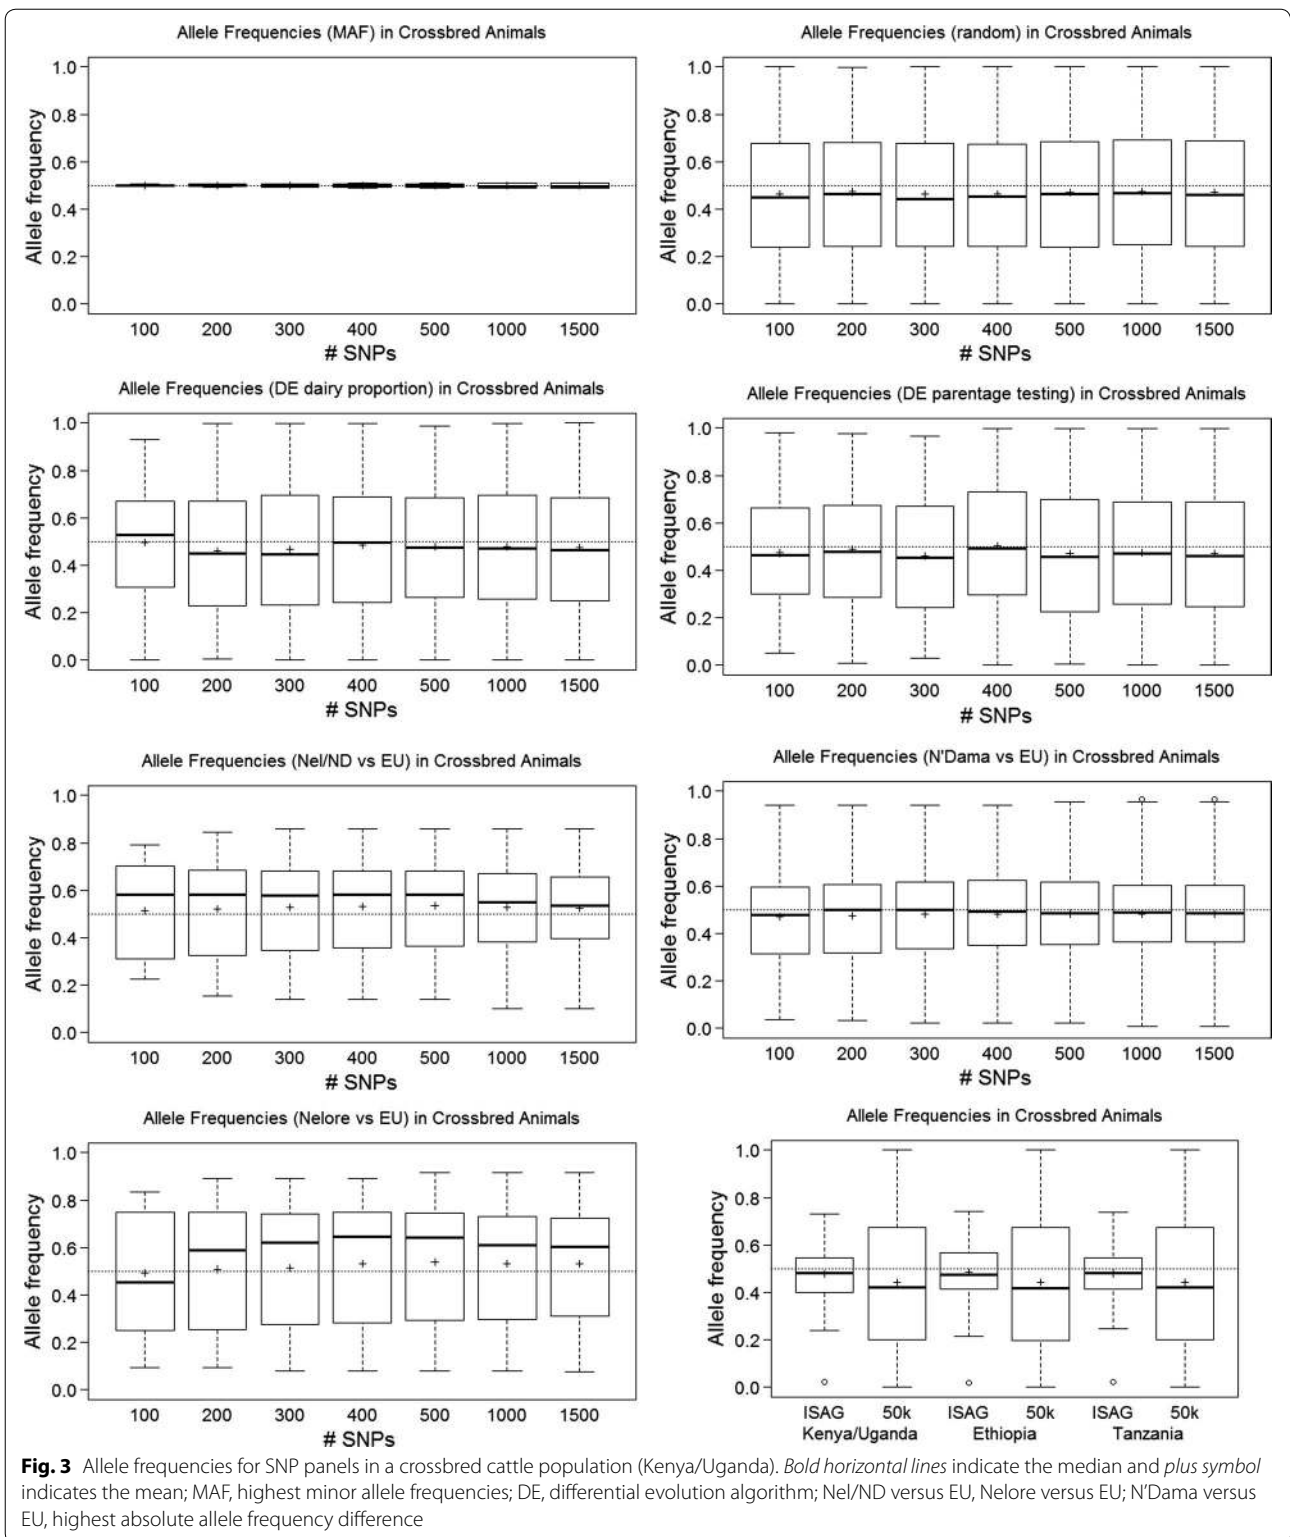 Allele Frequencies (MAF) in Crossbred Animals
Allele frequency
1.0
0.8
0.6
0.4
0.2
0.0
100 200 300 400 500 1000 1500
# SNPs
Allele Frequencies (random) in Crossbred Animals
Allele frequency
1.0
0.8
0.6
0.4
0.2
0.0
100 200 300 400 500 1000 1500
# SNPs
Allele Frequencies (DE dairy proportion) in Crossbred Animals
Allele frequency
1.0
0.8
0.6
0.4
0.2
0.0
100 200 300 400 500 1000 1500
# SNPs
Allele Frequencies (DE parentage testing) in Crossbred Animals
Allele frequency
1.0
0.8
0.6
0.4
0.2
0.0
100 200 300 400 500 1000 1500
# SNPs
Allele Frequencies (Nel/ND vs EU) in Crossbred Animals
Allele frequency
1.0
0.8
0.6
0.4
0.2
0.0
100 200 300 400 500 1000 1500
# SNPs
Allele Frequencies (N'Dama vs EU) in Crossbred Animals
Allele frequency
1.0
0.8
0.6
0.4
0.2
0.0
100 200 300 400 500 1000 1500
# SNPs
Allele Frequencies (Nelore vs EU) in Crossbred Animals
Allele frequency
1.0
0.8
0.6
0.4
0.2
0.0
100 200 300 400 500 1000 1500
# SNPs
Allele Frequencies in Crossbred Animals
Allele frequency
1.0
0.8
0.6
0.4
0.2
0.0
ISAG 50k ISAG 50k ISAG 50k
Kenya/Uganda Ethiopia Tanzania
Fig. 3 Allele frequencies for SNP panels in a crossbred cattle population (Kenya/Uganda). Bold horizontal lines indicate the median and plus symbol
indicates the mean; MAF, highest minor allele frequencies; DE, differential evolution algorithm; Nel/ND versus EU, Nelore versus EU; N’Dama versus
EU, highest absolute allele frequency difference